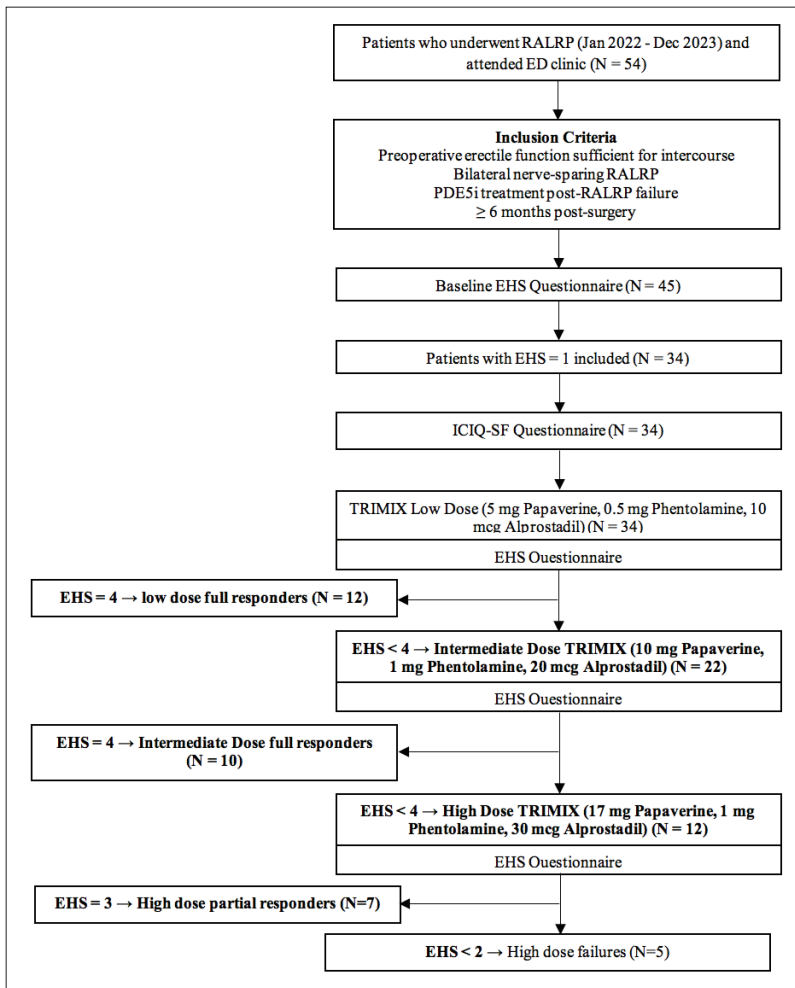 Patients who underwent RALRP (Jan 2022 - Dec 2023) and
attended ED clinic (N = 54)
Inclusion Criteria
Preoperative erectile function sufficient for intercourse
Bilateral nerve-sparing RALRP
PDE5i treatment post-RALRP failure
≥ 6 months post-surgery
Baseline EHS Questionnaire (N = 45)
Patients with EHS = 1 included (N = 34)
ICIQ-SF Questionnaire (N = 34)
TRIMIX Low Dose (5 mg Papaverine, 0.5 mg Phentolamine, 10
mcg Alprostadil) (N = 34)
EHS Questionnaire
EHS = 4 → low dose full responders (N = 12)
EHS < 4 → Intermediate Dose TRIMIX (10 mg Papaverine,
1 mg Phentolamine, 20 mcg Alprostadil) (N = 22)
EHS Questionnaire
EHS = 4 → Intermediate Dose full responders
(N = 10)
EHS < 4 → High Dose TRIMIX (17 mg Papaverine, 1 mg
Phentolamine, 30 mcg Alprostadil) (N = 12)
EHS Questionnaire
EHS = 3 → High dose partial responders (N=7)
EHS < 2 → High dose failures (N=5)